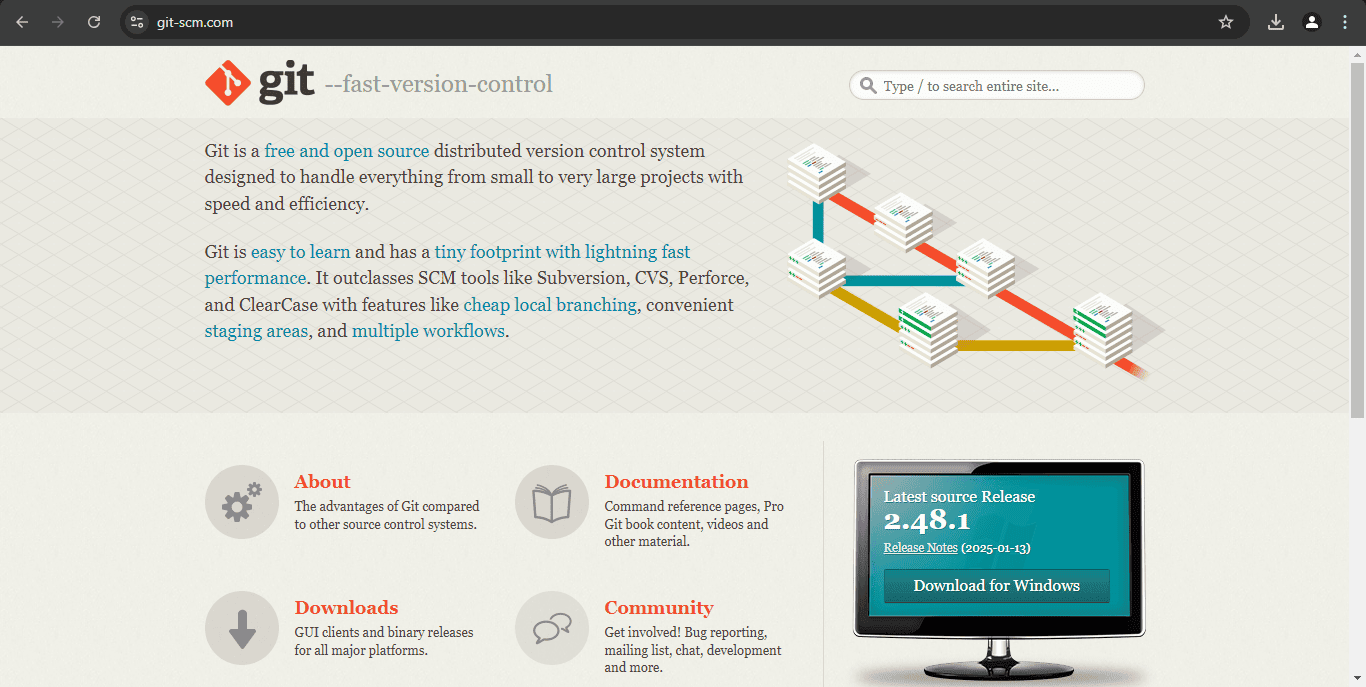 git-scm.com
git --fast-version-control
Type / to search entire site...
Git is a free and open source distributed version control system
designed to handle everything from small to very large projects with
speed and efficiency.
Git is easy to learn and has a tiny footprint with lightning fast
performance. It outclasses SCM tools like Subversion, CVS, Perforce,
and ClearCase with features like cheap local branching, convenient
staging areas, and multiple workflows.
About
The advantages of Git compared
to other source control systems.
Documentation
Command reference pages, Pro
Git book content, videos and
other material.
Downloads
GUI clients and binary releases
for all major platforms.
Community
Get involved! Bug reporting,
mailing list, chat, development
and more.
Latest source Release
2.48.1
Release Notes (2025-01-13)
Download for Windows